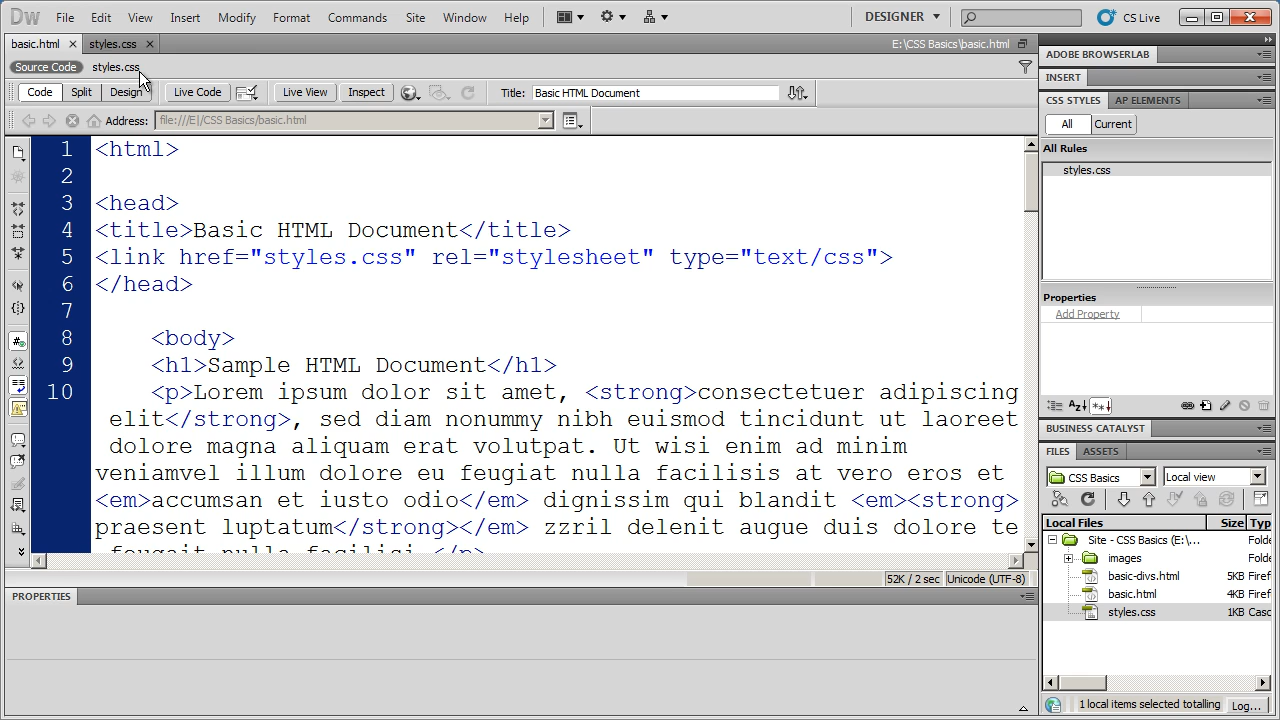 Dw File Edit View Insert Modify Format Commands Site Window Help DESIGNER CS Live
basic.html styles.css E:\CSS Basics\basic.html
Source Code styles.css
Code Split Design Live Code Live View Inspect Title: Basic HTML Document
Address: file:///E|/CSS Basics/basic.html
1 <html>
2
3 <head>
4 <title>Basic HTML Document</title>
5 <link href="styles.css" rel="stylesheet" type="text/css">
6 </head>
7
8 <body>
9 <h1>Sample HTML Document</h1>
10 <p>Lorem ipsum dolor sit amet, <strong>consectetuer adipiscing
elit</strong>, sed diam nonummy nibh euismod tincidunt ut laoreet
dolore magna aliquam erat volutpat. Ut wisi enim ad minim
veniamvel illum dolore eu feugiat nulla facilisis at vero eros et
<em>accumsan et iusto odio</em> dignissim qui blandit <em><strong>
praesent luptatum</strong></em> zzril delenit augue duis dolore te
feugait nulla facilisi.</p>
52K / 2 sec Unicode (UTF-8)
PROPERTIES
ADOBE BROWSERLAB
INSERT
CSS STYLES AP ELEMENTS
All Current
All Rules
styles.css
Properties
Add Property
BUSINESS CATALYST
FILES ASSETS
CSS Basics Local view
Local Files Size Typ
Site - CSS Basics (E:\... Folde
images Folde
basic-divs.html 5KB Firef
basic.html 4KB Firef
styles.css 1KB Casc
1 local items selected totalling Log...